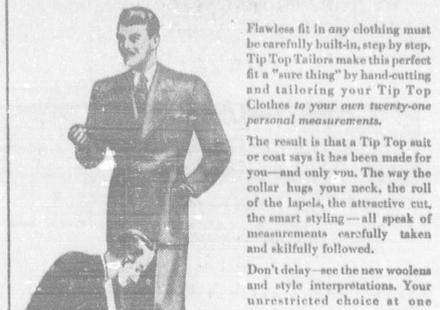 Flawless fit in any clothing must
be carefully built-in, step by step.
Tip Top Tailors make this perfect
fit a "sure thing" by hand-cutting
and tailoring your Tip Top
Clothes to your own twenty-one
personal measurements.
The result is that a Tip Top suit
or coat says it has been made for
you—and only you. The way the
collar hugs your neck, the roll
of the lapels, the attractive cut,
the smart styling—all speak of
measurements carefully taken
and skilfully followed.
Don't delay—see the new woolens
and style interpretations. Your
unrestricted choice at one